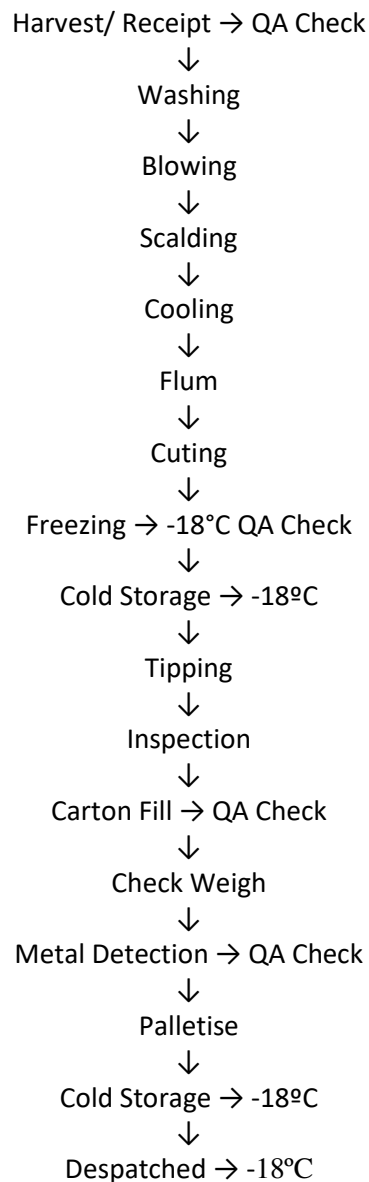 Harvest/ Receipt → QA Check
↓
Washing
↓
Blowing
↓
Scalding
↓
Cooling
↓
Flum
↓
Cuting
↓
Freezing → -18°C QA Check
↓
Cold Storage → -18ºC
↓
Tipping
↓
Inspection
↓
Carton Fill → QA Check
↓
Check Weigh
↓
Metal Detection → QA Check
↓
Palletise
↓
Cold Storage → -18ºC
↓
Despatched → -18ºC